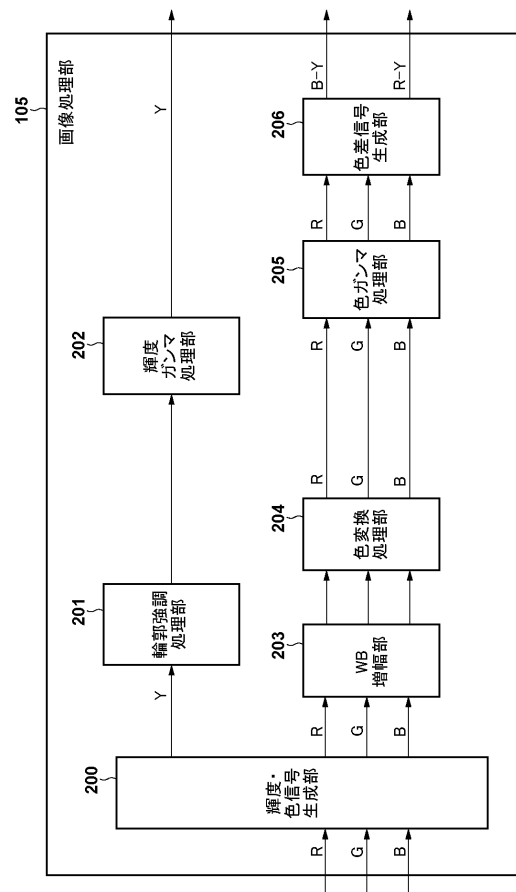 105
画像処理部
200
輝度・
色信号
生成部
R
G
B
Y
201
輪郭強調
処理部
202
輝度
ガンマ
処理部
Y
R
G
B
203
WB
増幅部
204
色変換
処理部
R
G
B
R
G
B
205
色ガンマ
処理部
R
G
B
206
色差信号
生成部
B-Y
R-Y